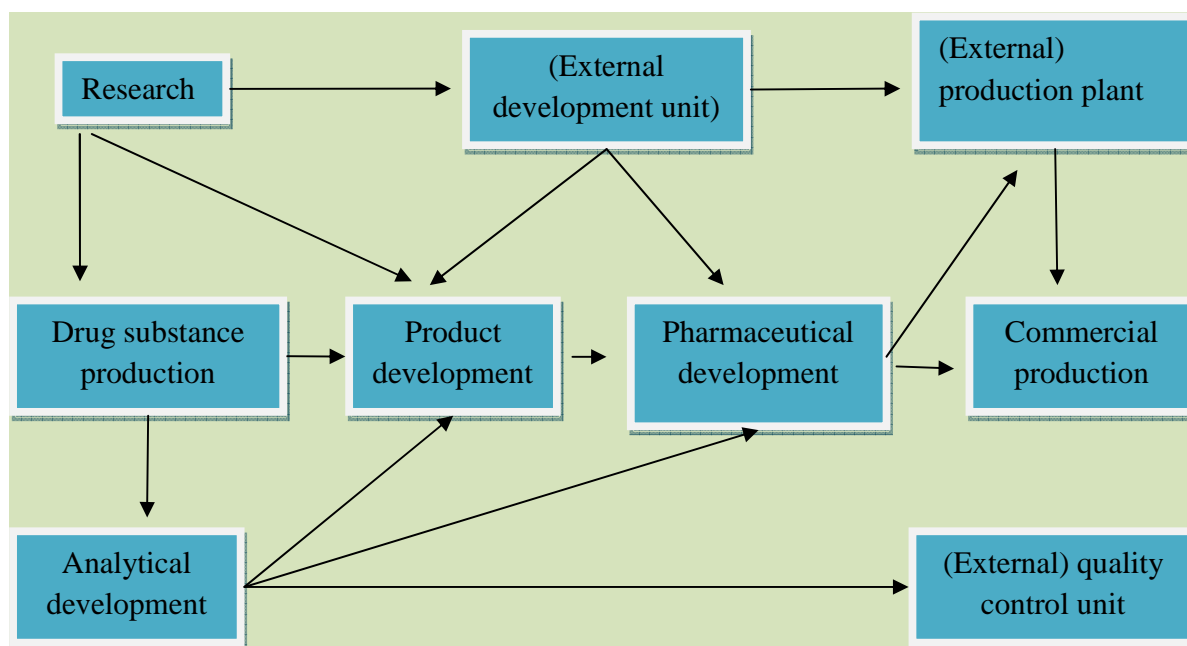 Research
(External
development unit)
(External)
production plant
Drug substance
production
Product
development
Pharmaceutical
development
Commercial
production
Analytical
development
(External) quality
control unit